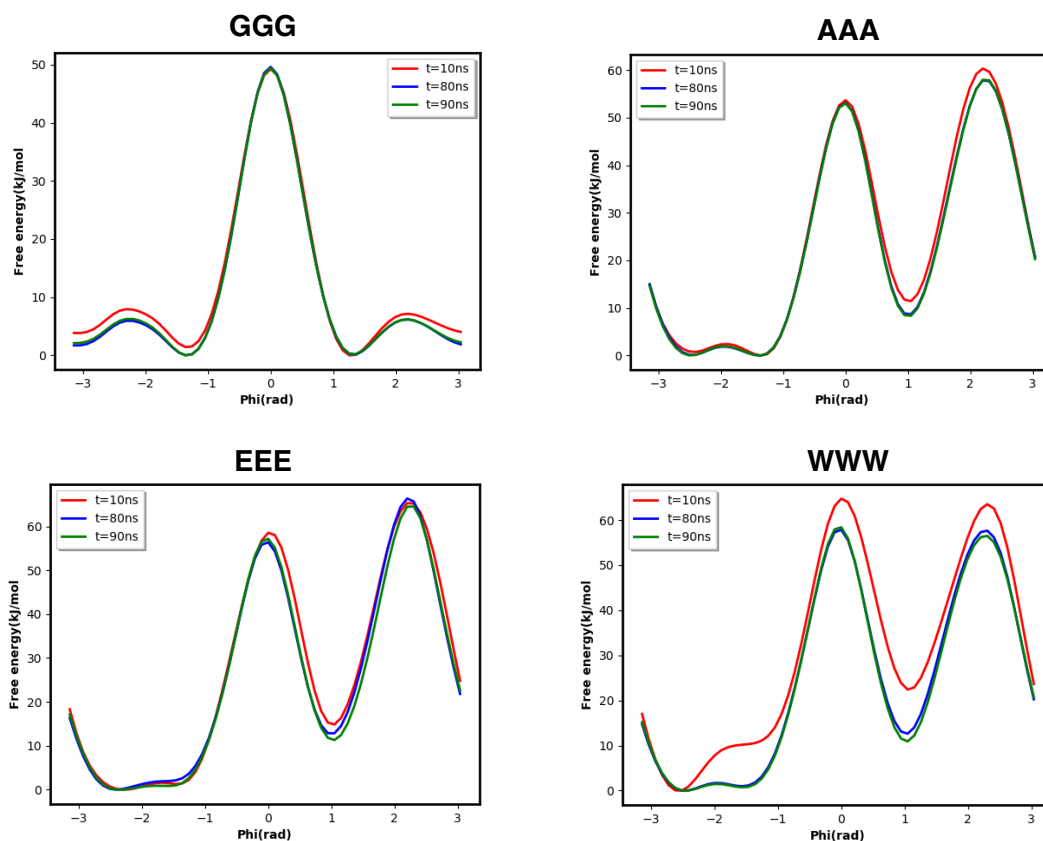 GGG
t=10ns
t=80ns
t=90ns
50
40
30
20
10
0
Free energy(kJ/mol)
−3 −2 −1 0 1 2 3
Phi(rad)
AAA
t=10ns
t=80ns
t=90ns
60
50
40
30
20
10
0
Free energy(kJ/mol)
−3 −2 −1 0 1 2 3
Phi(rad)
EEE
t=10ns
t=80ns
t=90ns
60
50
40
30
20
10
0
Free energy(kJ/mol)
−3 −2 −1 0 1 2 3
Phi(rad)
WWW
t=10ns
t=80ns
t=90ns
60
50
40
30
20
10
0
Free energy(kJ/mol)
−3 −2 −1 0 1 2 3
Phi(rad)